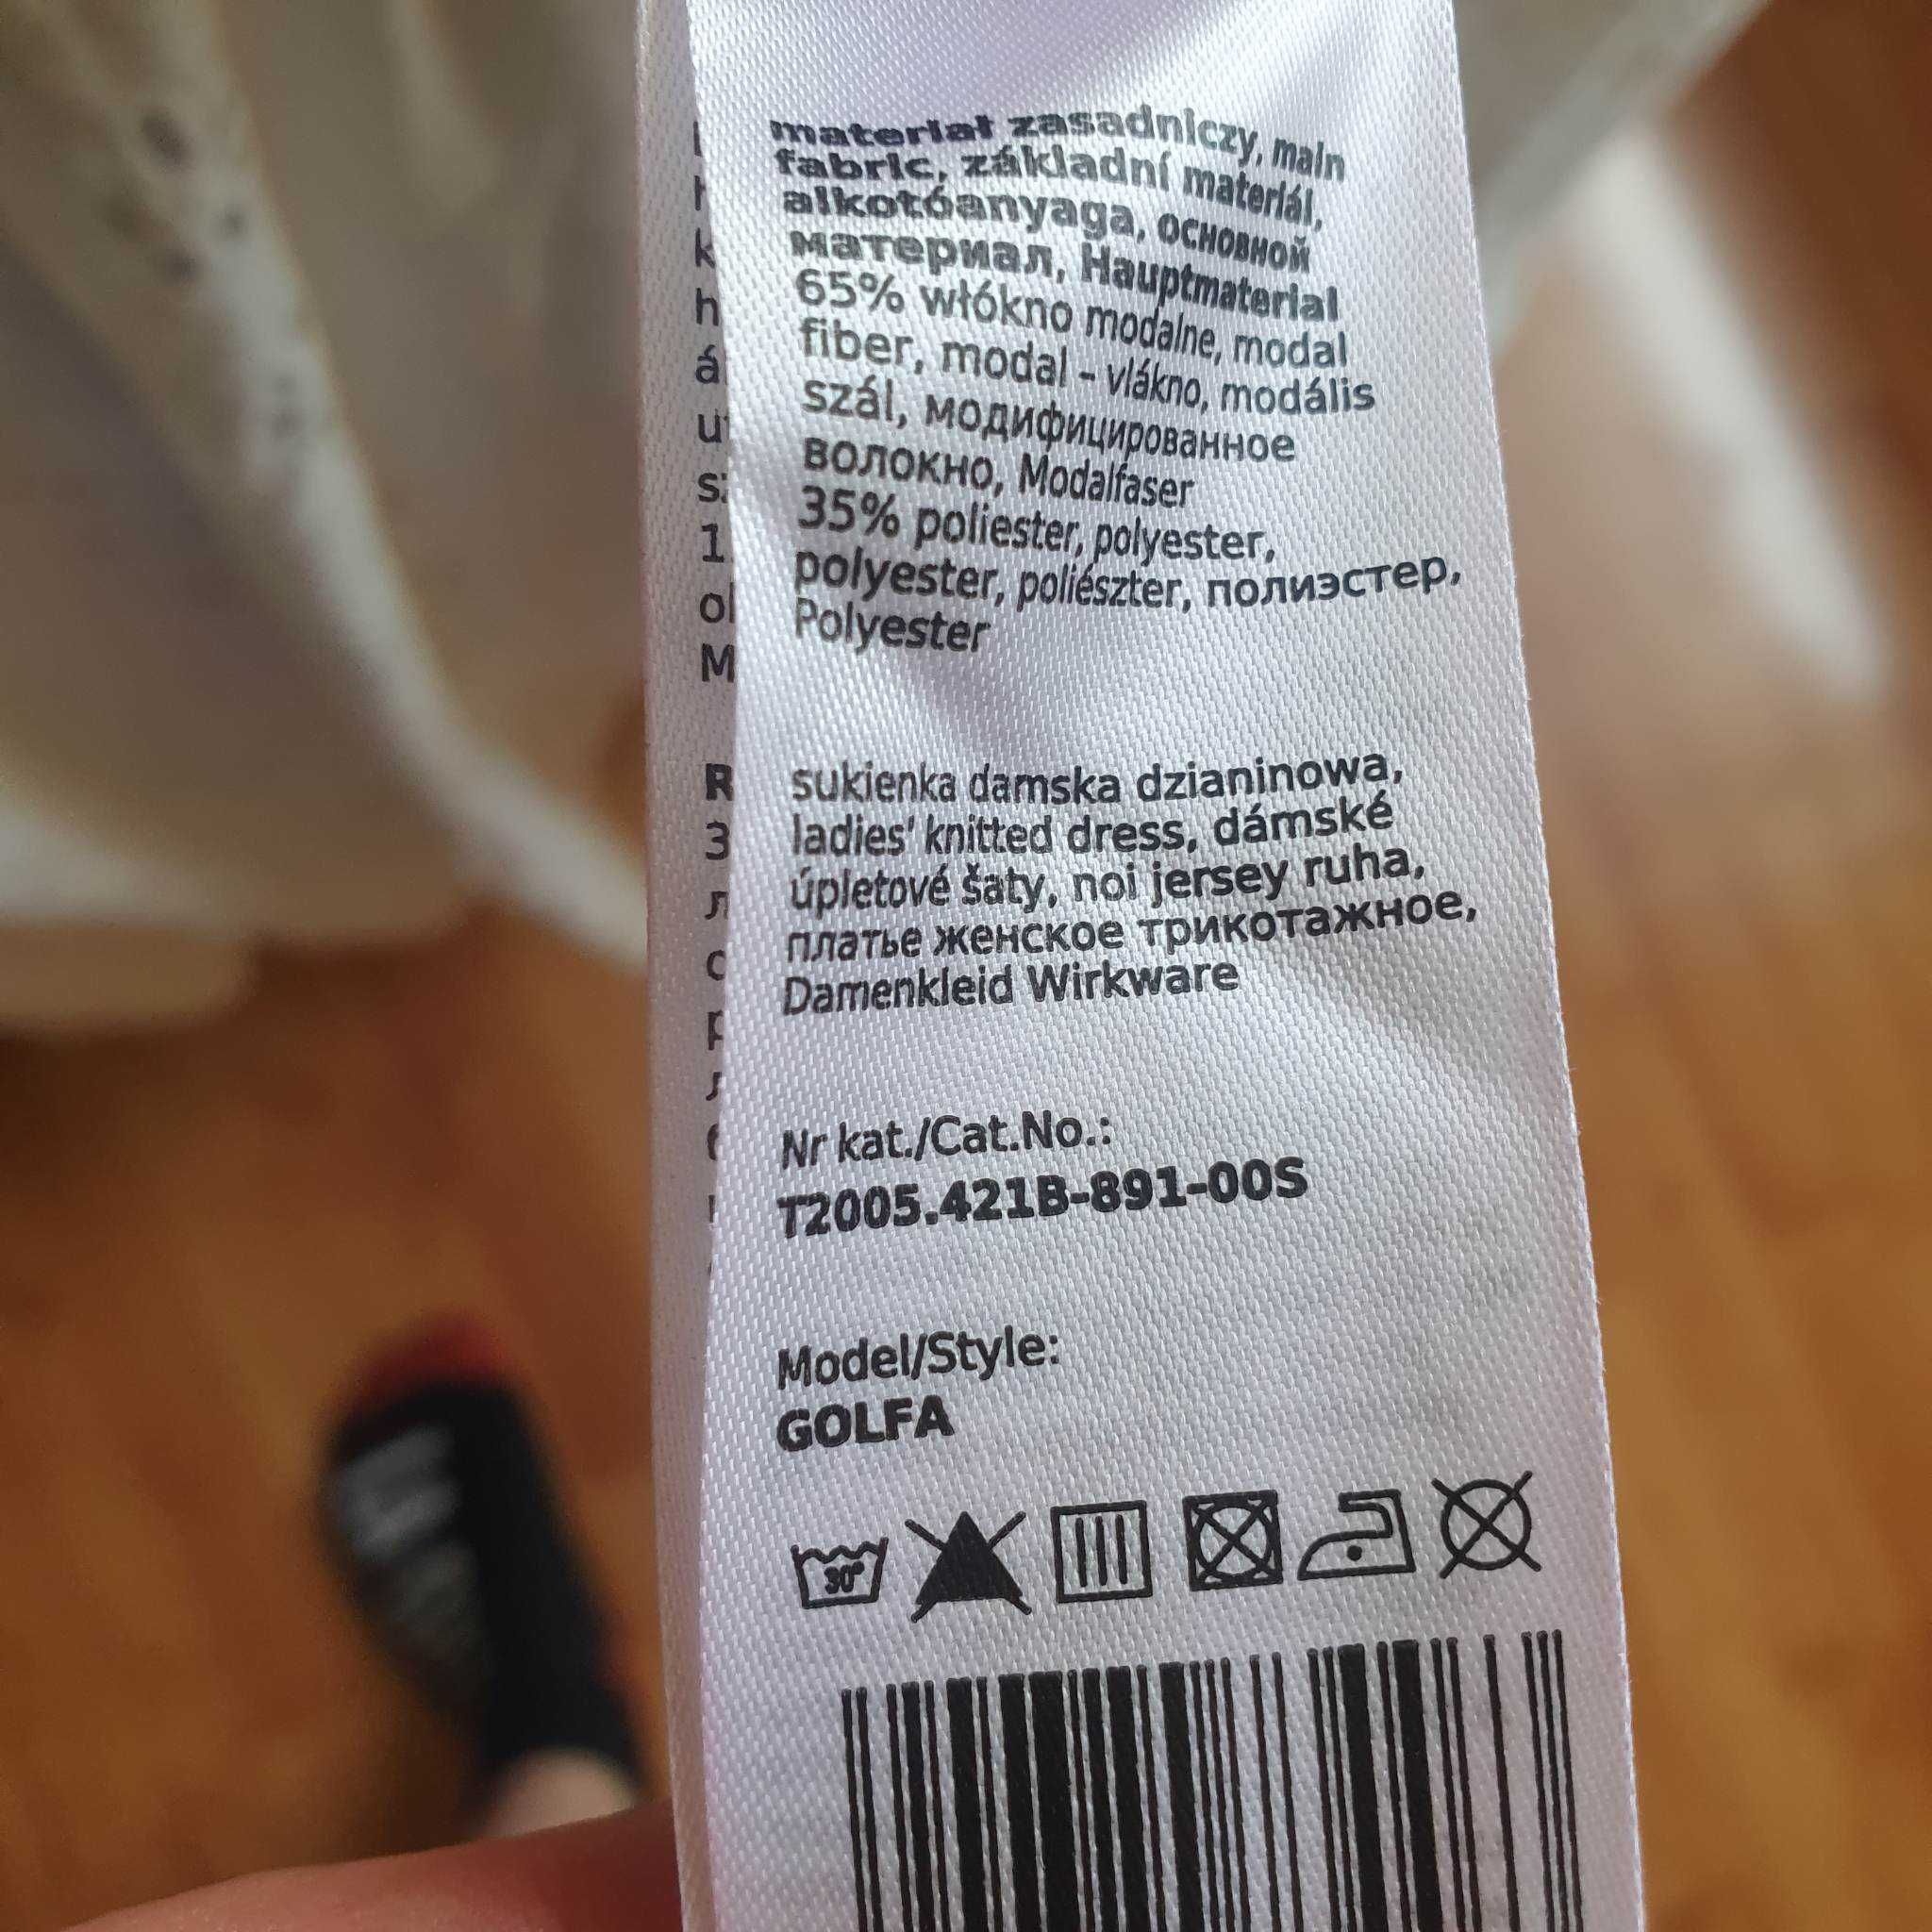 materiał zasadniczy, main
fabric, základní materiál,
alkotóanyaga, основной
материал, Hauptmaterial
65% włókno modalne, modal
fiber, modal - vlákno, modális
szál, модифицированное
волокно, Modalfaser
35% poliester, polyester,
polyester, poliészter, полиэстер,
Polyester
sukienka damska dzianinowa,
ladies' knitted dress, dámské
úpletové šaty, noi jersey ruha,
платье женское трикотажное,
Damenkleid Wirkware
Nr kat./Cat.No.:
T2005.421B-891-00S
Model/Style:
GOLFA
30°